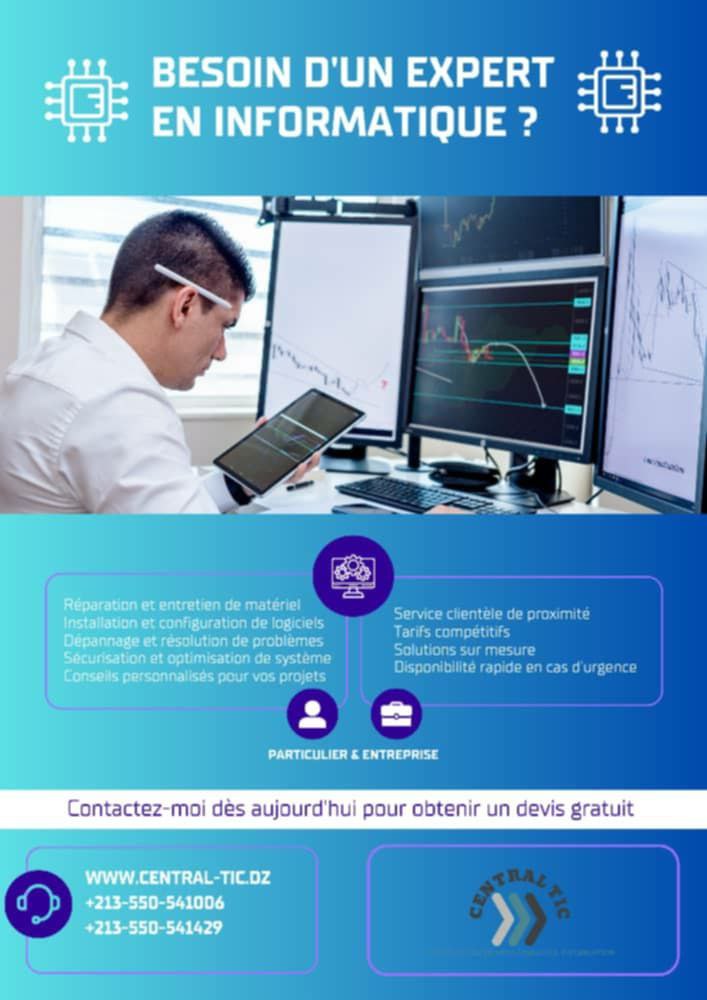 BESOIN D'UN EXPERT
EN INFORMATIQUE ?
Réparation et entretien de matériel
Installation et configuration de logiciels
Dépannage et résolution de problèmes
Sécurisation et optimisation de système
Conseils personnalisés pour vos projets
Service clientèle de proximité
Tarifs compétitifs
Solutions sur mesure
Disponibilité rapide en cas d'urgence
PARTICULIER & ENTREPRISE
Contactez-moi dès aujourd'hui pour obtenir un devis gratuit
WWW.CENTRAL-TIC.DZ
+213-550-541006
+213-550-541429
CENTRAL TIC